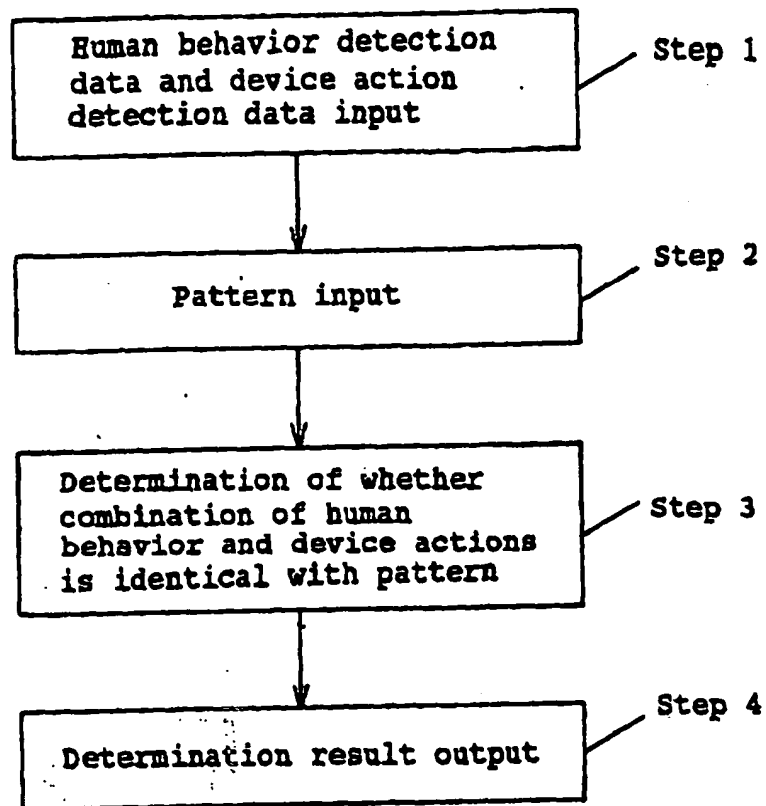 Human behavior detection
data and device action
detection data input
Step 1
Pattern input
Step 2
Determination of whether
combination of human
behavior and device actions
is identical with pattern
Step 3
Determination result output
Step 4